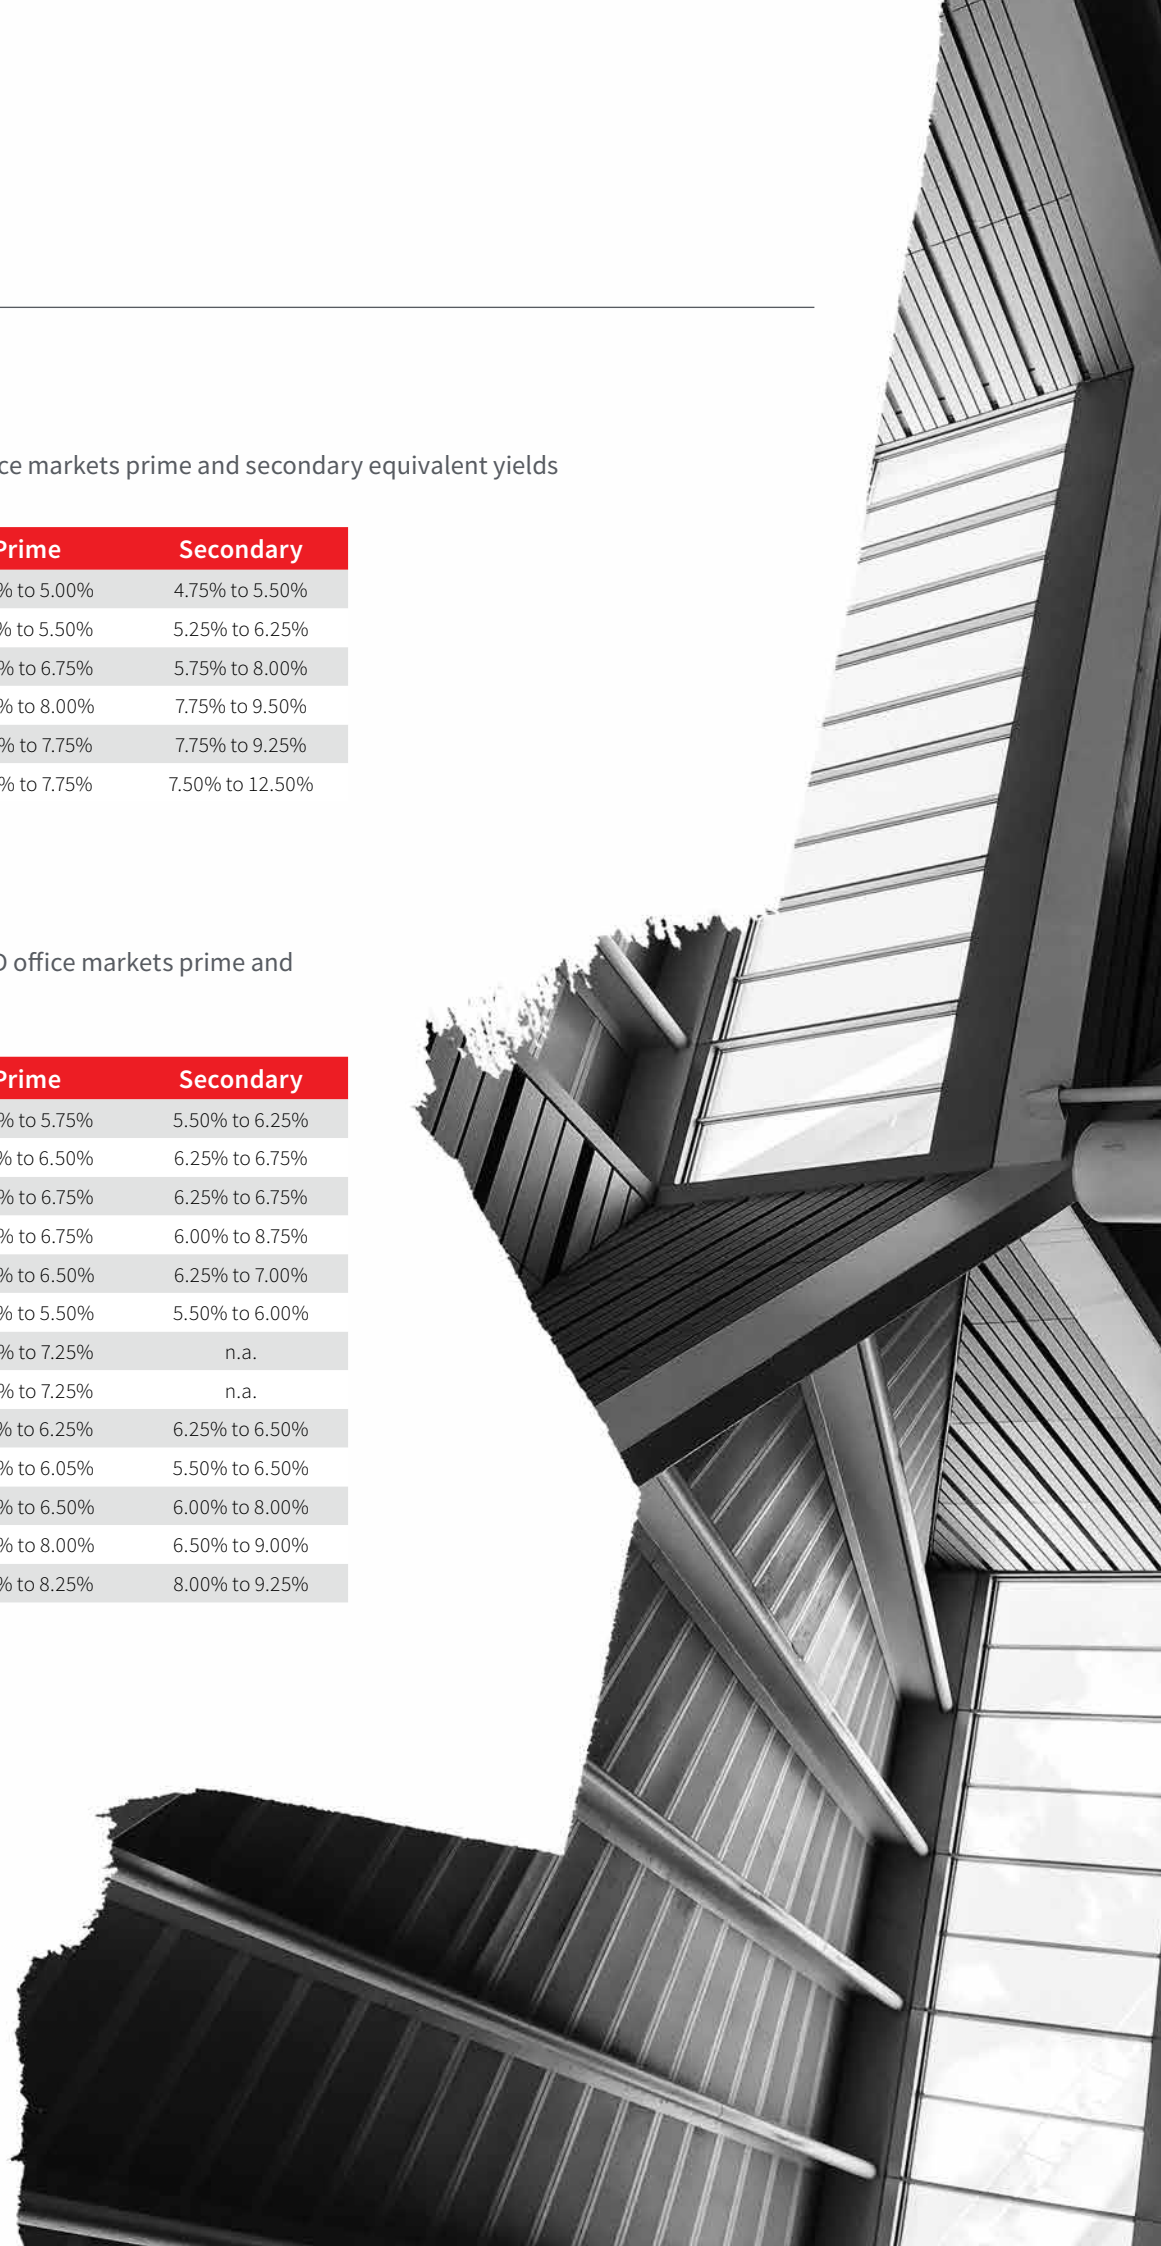 ce markets prime and secondary equivalent yields
Prime Secondary
% to 5.00% 4.75% to 5.50%
% to 5.50% 5.25% to 6.25%
% to 6.75% 5.75% to 8.00%
% to 8.00% 7.75% to 9.50%
% to 7.75% 7.75% to 9.25%
% to 7.75% 7.50% to 12.50%
D office markets prime and
Prime Secondary
% to 5.75% 5.50% to 6.25%
% to 6.50% 6.25% to 6.75%
% to 6.75% 6.25% to 6.75%
% to 6.75% 6.00% to 8.75%
% to 6.50% 6.25% to 7.00%
% to 5.50% 5.50% to 6.00%
% to 7.25% n.a.
% to 7.25% n.a.
% to 6.25% 6.25% to 6.50%
% to 6.05% 5.50% to 6.50%
% to 6.50% 6.00% to 8.00%
% to 8.00% 6.50% to 9.00%
% to 8.25% 8.00% to 9.25%